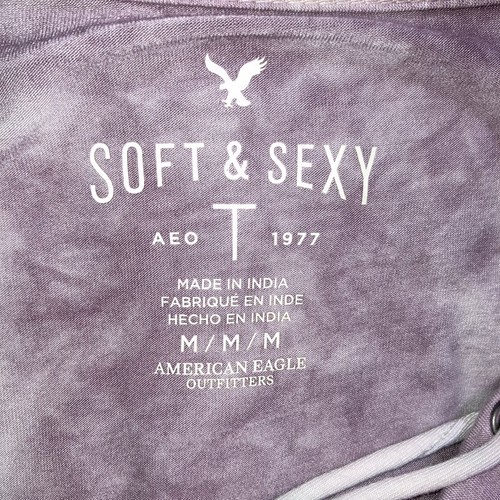 SOFT & SEXY
T
AEO 1977
MADE IN INDIA
FABRIQUÉ EN INDE
HECHO EN INDIA
M / M / M
AMERICAN EAGLE
OUTFITTERS